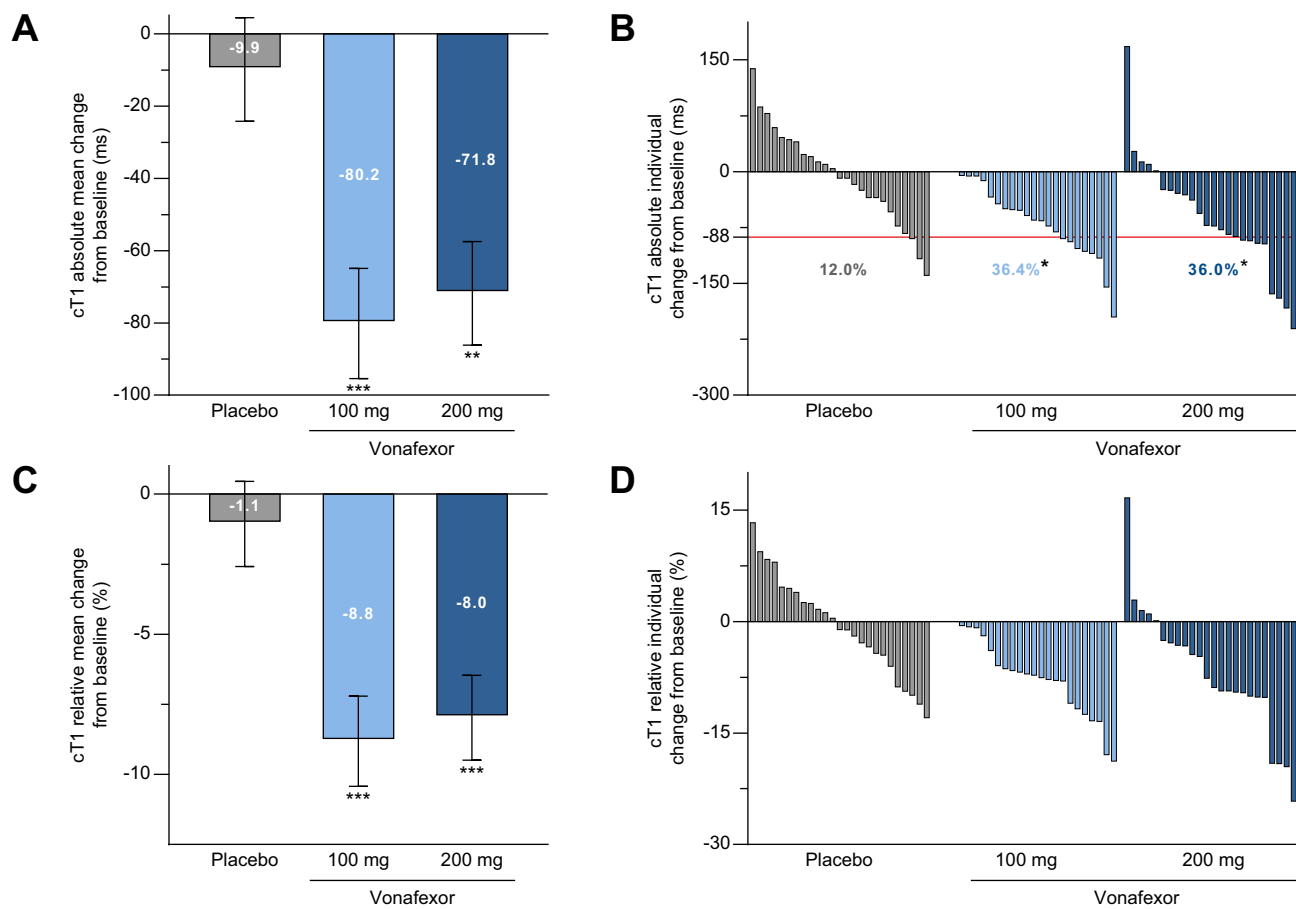 A
cT1 absolute mean change
from baseline (ms)
0
-20
-40
-60
-80
-100
-9.9
-80.2
-71.8
***
**
Placebo
100 mg
200 mg
Vonafexor
B
cT1 absolute individual
change from baseline (ms)
150
0
-88
-150
-300
12.0%
36.4%*
36.0%*
Placebo
100 mg
200 mg
Vonafexor
C
cT1 relative mean change
from baseline (%)
0
-5
-10
-1.1
-8.8
-8.0
***
***
Placebo
100 mg
200 mg
Vonafexor
D
cT1 relative individual
change from baseline (%)
15
0
-15
-30
Placebo
100 mg
200 mg
Vonafexor